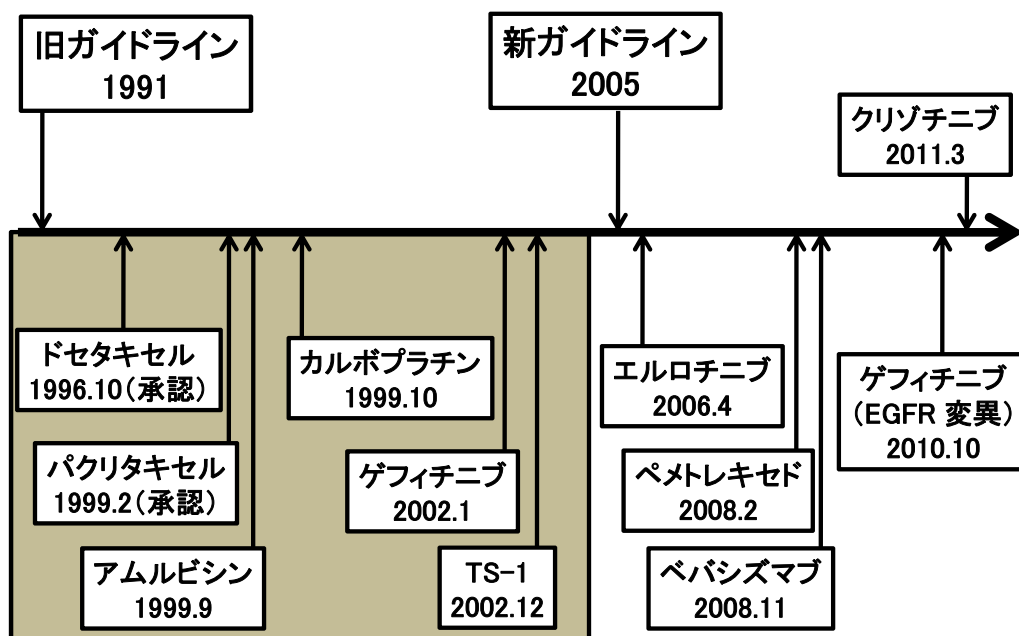 旧ガイドライン
1991
新ガイドライン
2005
クリゾチニブ
2011.3
ドセタキセル
1996.10(承認)
カルボプラチン
1999.10
エルロチニブ
2006.4
ゲフィチニブ
(EGFR 変異)
2010.10
パクリタキセル
1999.2(承認)
ゲフィチニブ
2002.1
ペメトレキセド
2008.2
アムルビシン
1999.9
TS-1
2002.12
ベバシズマブ
2008.11